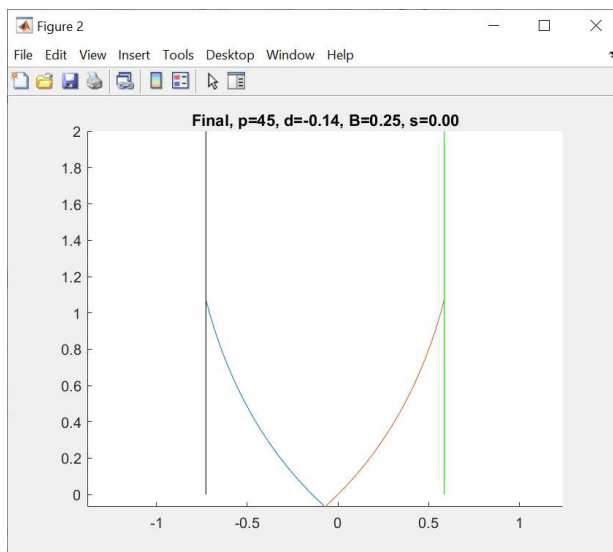 Figure 2
File Edit View Insert Tools Desktop Window Help
Final, p=45, d=-0.14, B=0.25, s=0.00
2
1.8
1.6
1.4
1.2
1
0.8
0.6
0.4
0.2
0
-1 -0.5 0 0.5 1